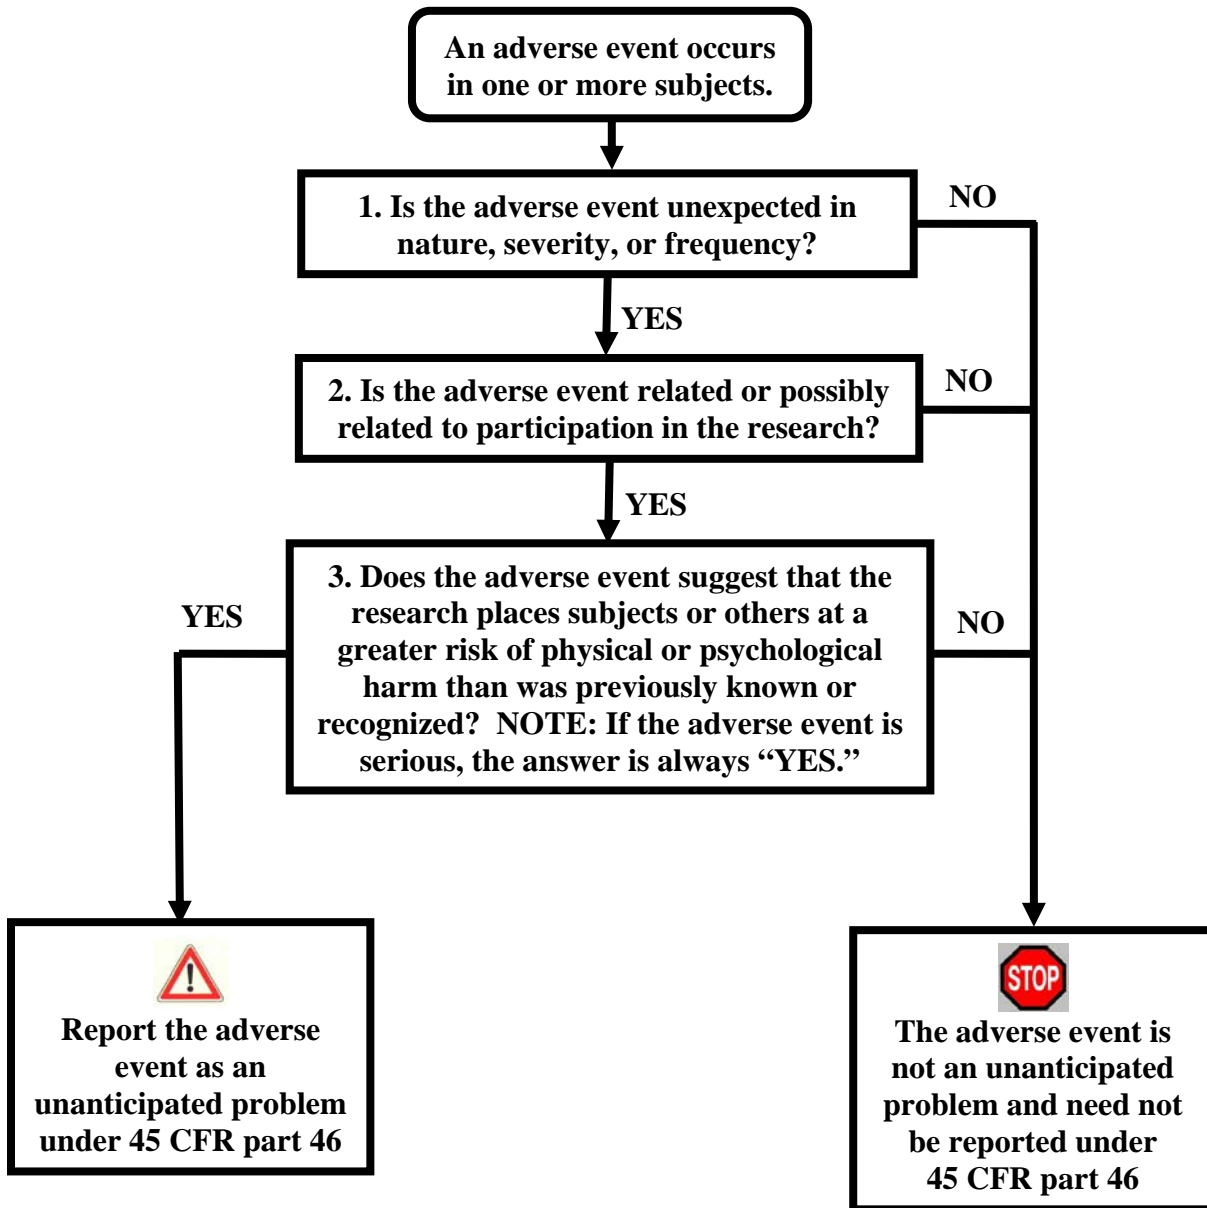 An adverse event occurs
in one or more subjects.
1. Is the adverse event unexpected in
nature, severity, or frequency?
NO
YES
2. Is the adverse event related or possibly
related to participation in the research?
NO
YES
3. Does the adverse event suggest that the
research places subjects or others at a
greater risk of physical or psychological
harm than was previously known or
recognized?  NOTE: If the adverse event is
serious, the answer is always “YES.”
YES
NO
Report the adverse
event as an
unanticipated problem
under 45 CFR part 46
STOP
The adverse event is
not an unanticipated
problem and need not
be reported under
45 CFR part 46